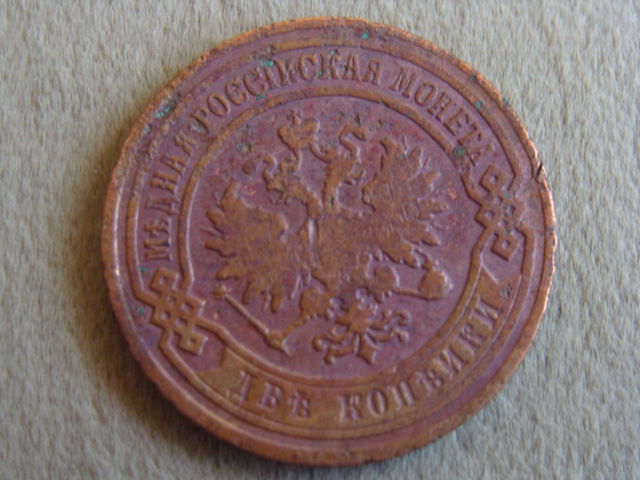 МѢДНАЯ РОССІЙСКАЯ МОНЕТА
ДВѢ КОПѢЙКИ